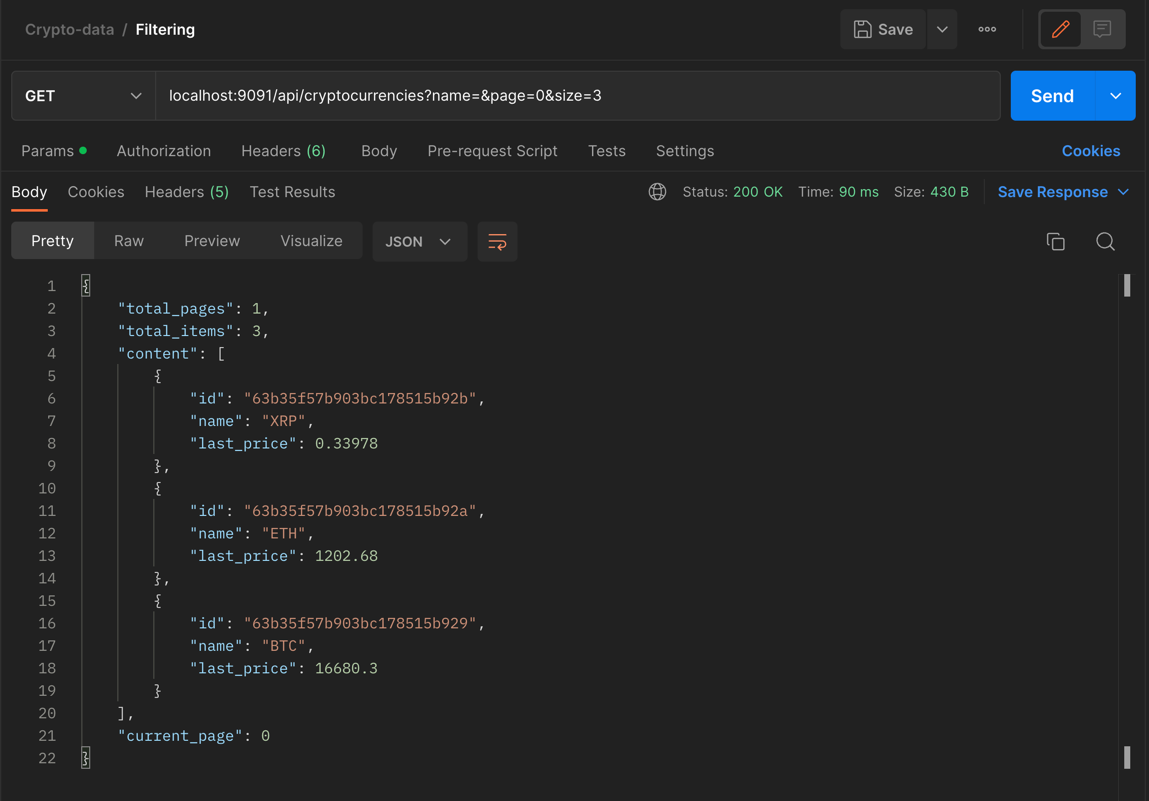 Crypto-data / Filtering
Save
GET
localhost:9091/api/cryptocurrencies?name=&page=0&size=3
Send
Params Authorization Headers (6) Body Pre-request Script Tests Settings Cookies
Body Cookies Headers (5) Test Results Status: 200 OK Time: 90 ms Size: 430 B Save Response
Pretty Raw Preview Visualize JSON
1 {
2 "total_pages": 1,
3 "total_items": 3,
4 "content": [
5 {
6 "id": "63b35f57b903bc178515b92b",
7 "name": "XRP",
8 "last_price": 0.33978
9 },
10 {
11 "id": "63b35f57b903bc178515b92a",
12 "name": "ETH",
13 "last_price": 1202.68
14 },
15 {
16 "id": "63b35f57b903bc178515b929",
17 "name": "BTC",
18 "last_price": 16680.3
19 }
20 ],
21 "current_page": 0
22 }